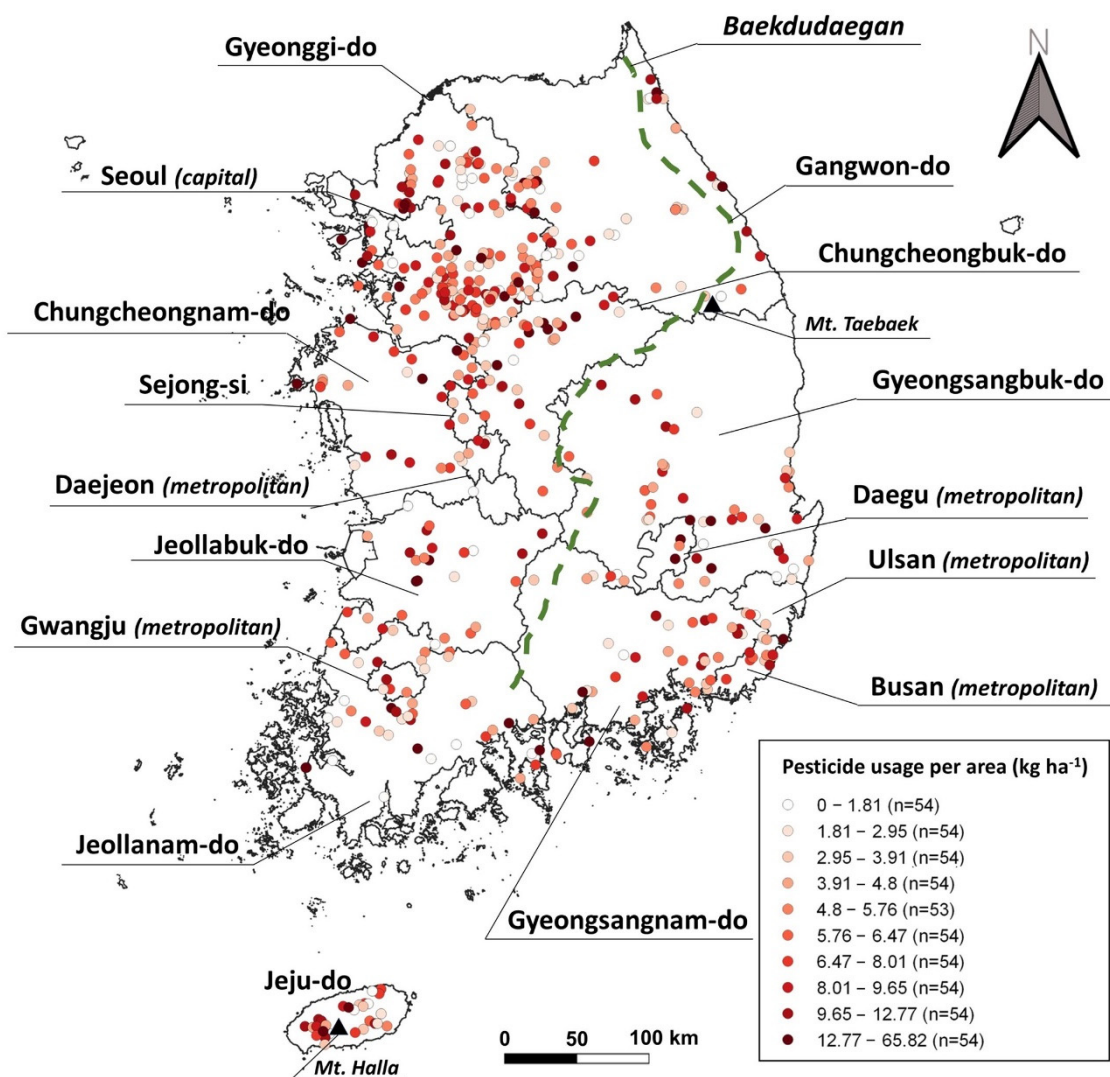 Baekdudaegan
N
Gyeonggi-do
Seoul (capital)
Gangwon-do
Chungcheongbuk-do
Chungcheongnam-do
Mt. Taebaek
Sejong-si
Gyeongsangbuk-do
Daejeon (metropolitan)
Daegu (metropolitan)
Jeollabuk-do
Ulsan (metropolitan)
Gwangju (metropolitan)
Busan (metropolitan)
Jeollanam-do
Gyeongsangnam-do
Jeju-do
Mt. Halla
0 50 100 km
Pesticide usage per area (kg ha⁻¹)
0 – 1.81 (n=54)
1.81 – 2.95 (n=54)
2.95 – 3.91 (n=54)
3.91 – 4.8 (n=54)
4.8 – 5.76 (n=53)
5.76 – 6.47 (n=54)
6.47 – 8.01 (n=54)
8.01 – 9.65 (n=54)
9.65 – 12.77 (n=54)
12.77 – 65.82 (n=54)